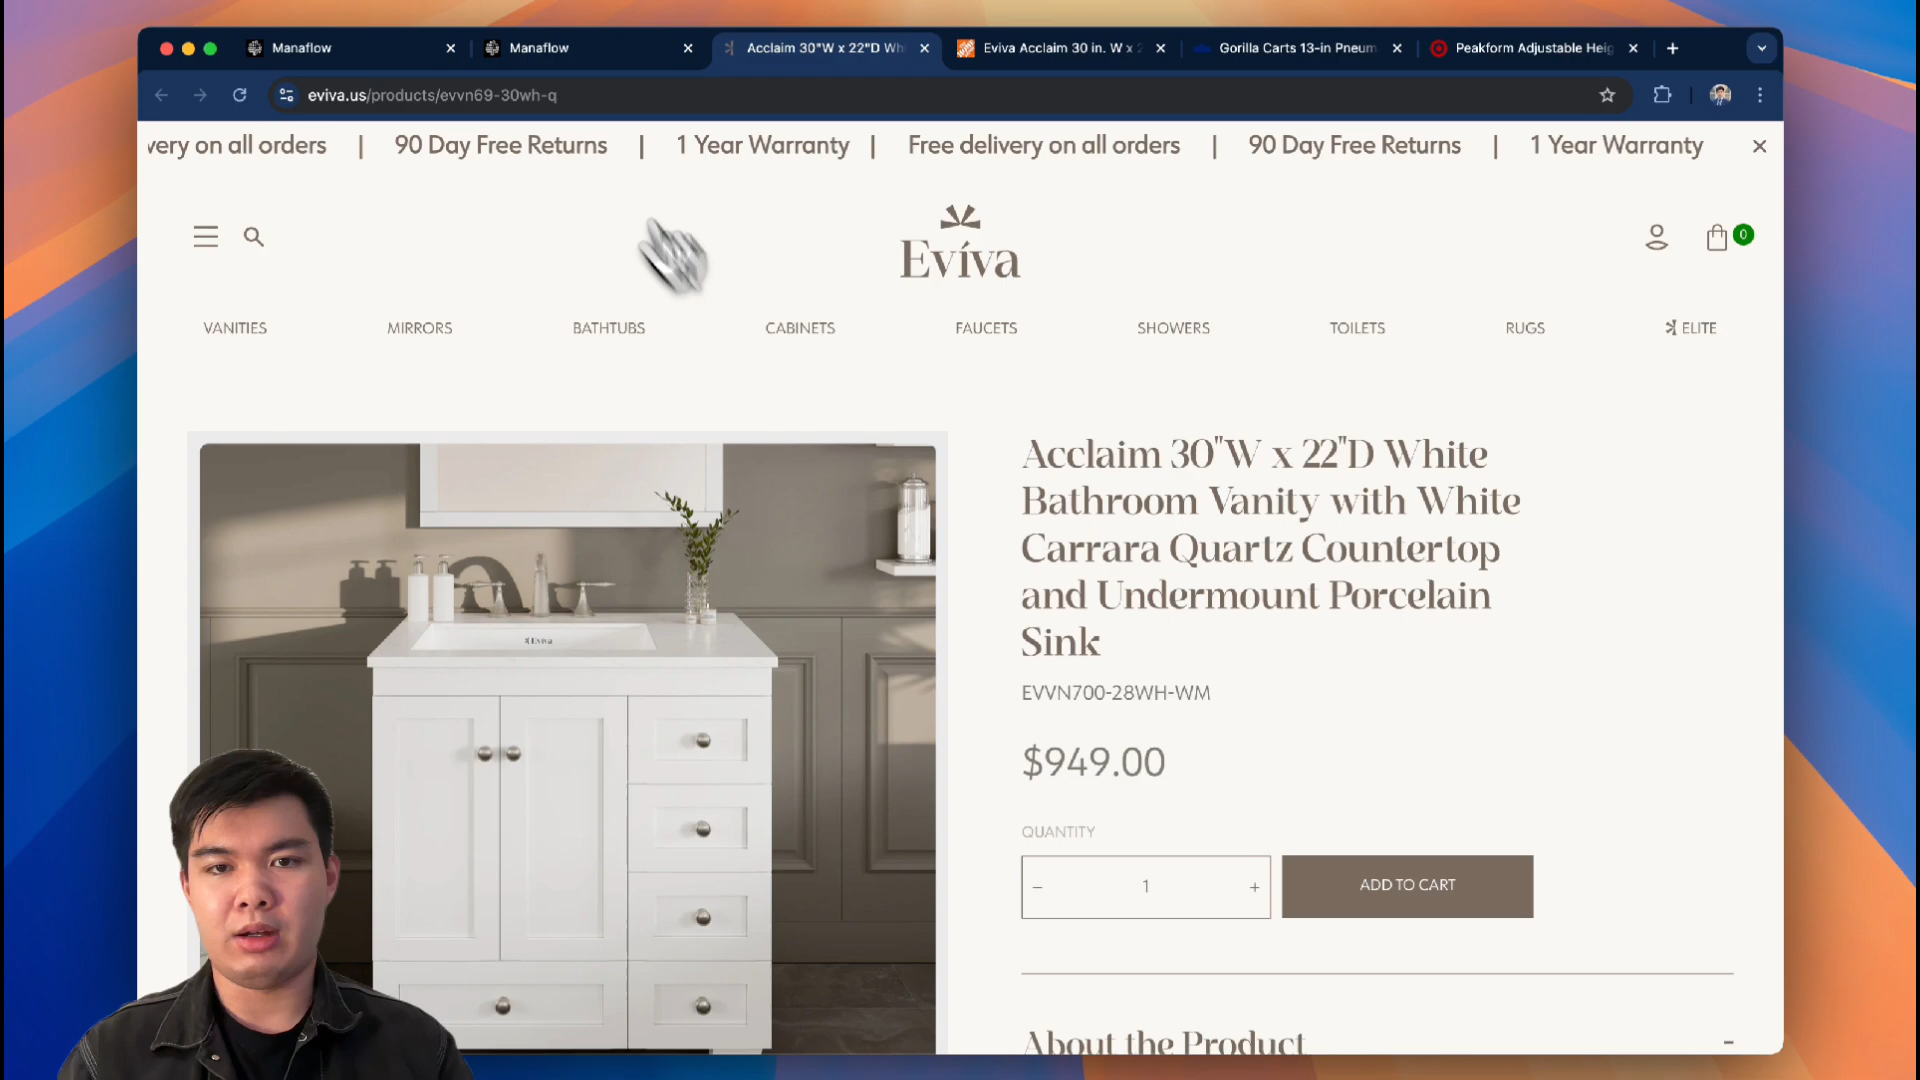 Manaflow
Manaflow
Acclaim 30"W x 22"D Wh
Eviva Acclaim 30 in. W x 2
Gorilla Carts 13-in Pneum
Peakform Adjustable Heig
eviva.us/products/evvn69-30wh-q
very on all orders | 90 Day Free Returns | 1 Year Warranty | Free delivery on all orders | 90 Day Free Returns | 1 Year Warranty
Eviva
0
VANITIES MIRRORS BATHTUBS CABINETS FAUCETS SHOWERS TOILETS RUGS ELITE
Eviva
Acclaim 30"W x 22"D White
Bathroom Vanity with White
Carrara Quartz Countertop
and Undermount Porcelain
Sink
EVVN700-28WH-WM
$949.00
QUANTITY
– 1 +
ADD TO CART
About the Product -